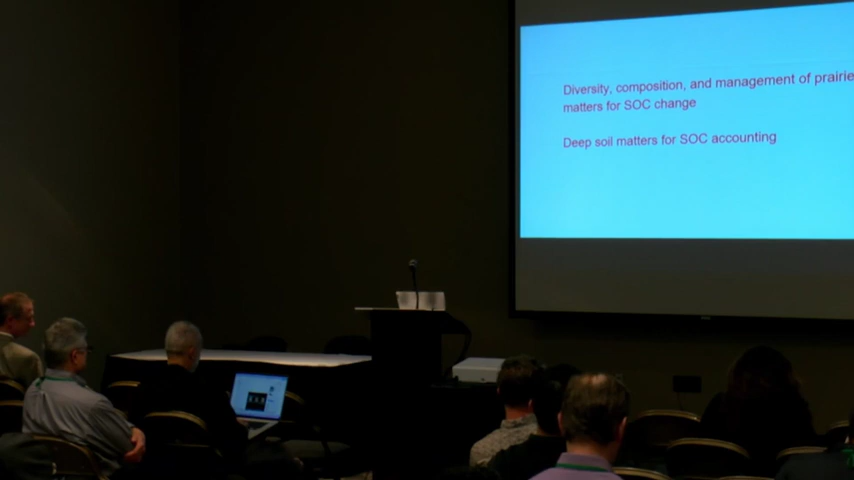 Diversity, composition, and management of prairie
matters for SOC change
Deep soil matters for SOC accounting